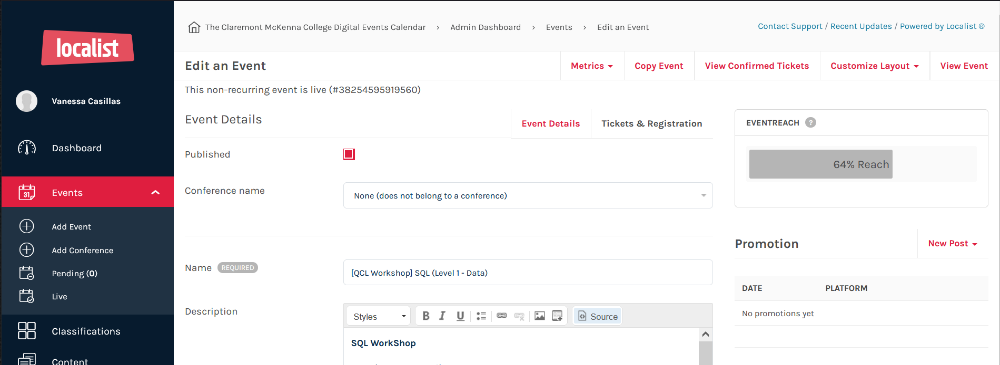 localist
Vanessa Casillas
Dashboard
31 Events
Add Event
Add Conference
Pending (0)
Live
Classifications
Content
The Claremont McKenna College Digital Events Calendar › Admin Dashboard › Events › Edit an Event
Contact Support / Recent Updates / Powered by Localist ®
Edit an Event
Metrics
Copy Event
View Confirmed Tickets
Customize Layout
View Event
This non-recurring event is live (#38254595919560)
Event Details
Event Details
Tickets & Registration
Published
Conference name
None (does not belong to a conference)
Name REQUIRED
[QCL Workshop] SQL (Level 1 - Data)
Description
Styles B I U Source
SQL WorkShop
EVENTREACH ?
64% Reach
Promotion
New Post
DATE PLATFORM
No promotions yet